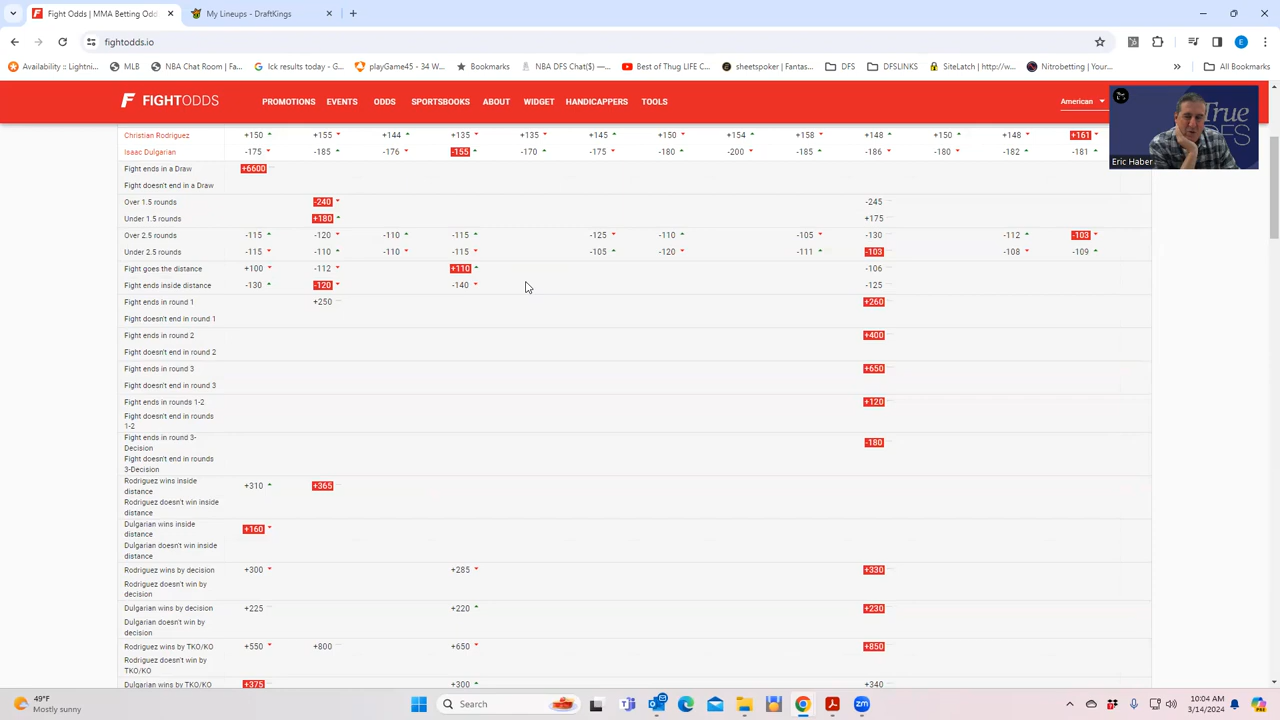 Fight Odds | MMA Betting Odd
My Lineups - DraftKings
fightodds.io
Availability :: Lightni...
MLB
NBA Chat Room | Fa...
Ick results today - G...
playGame45 - 34 W...
Bookmarks
NBA DFS Chat($) —...
Best of Thug LIFE C...
sheetspoker | Fantas...
DFS
DFSLINKS
SiteLatch | http://w...
Nitrobetting | Your...
All Bookmarks
FIGHTODDS PROMOTIONS EVENTS ODDS SPORTSBOOKS ABOUT WIDGET HANDICAPPERS TOOLS American
True
DFS
Eric Haber
Christian Rodriguez +150 +155 +144 +135 +135 +145 +150 +154 +158 +148 +150 +148 +161
Isaac Dulgarian -175 -185 -176 -155 -170 -175 -180 -200 -185 -186 -180 -182 -181
Fight ends in a Draw +6600
Fight doesn't end in a Draw
Over 1.5 rounds -240 -245
Under 1.5 rounds +180 +175
Over 2.5 rounds -115 -120 -110 -115 -125 -110 -105 -130 -112 -103
Under 2.5 rounds -115 -110 -110 -115 -105 -120 -111 -103 -108 -109
Fight goes the distance +100 -112 +110 -106
Fight ends inside distance -130 -120 -140 -125
Fight ends in round 1 +250 +260
Fight doesn't end in round 1
Fight ends in round 2 +400
Fight doesn't end in round 2
Fight ends in round 3 +650
Fight doesn't end in round 3
Fight ends in rounds 1-2 +120
Fight doesn't end in rounds
1-2
Fight ends in round 3-
Decision -180
Fight doesn't end in rounds
3-Decision
Rodriguez wins inside
distance +310 +365
Rodriguez doesn't win inside
distance
Dulgarian wins inside
distance +160
Dulgarian doesn't win inside
distance
Rodriguez wins by decision +300 +285 +330
Rodriguez doesn't win by
decision
Dulgarian wins by decision +225 +220 +230
Dulgarian doesn't win by
decision
Rodriguez wins by TKO/KO +550 +800 +650 +850
Rodriguez doesn't win by
TKO/KO
Dulgarian wins by TKO/KO +375 +300 +340
49°F
Mostly sunny
Search
10:04 AM
3/14/2024